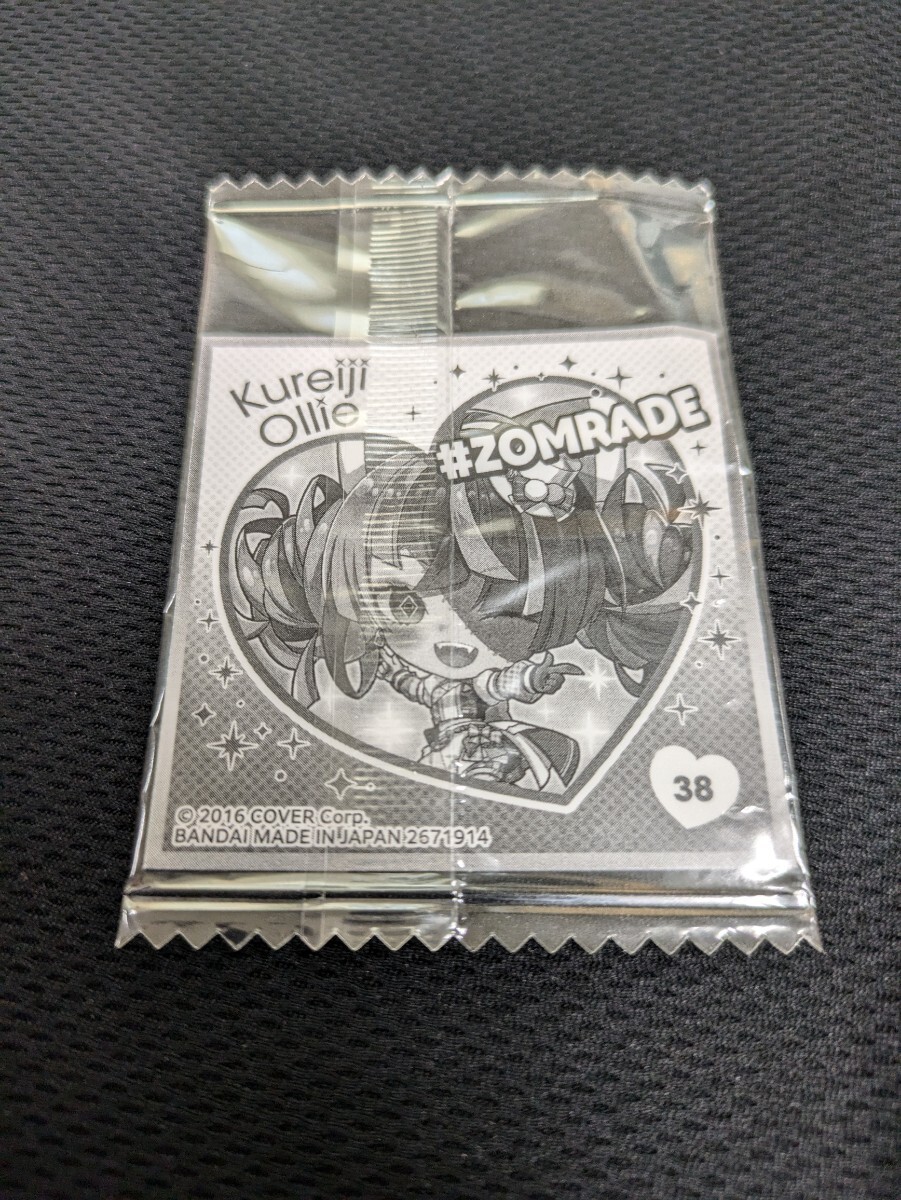 Kureiji
Ollie
#ZOMRADE
38
© 2016 COVER Corp.
BANDAI MADE IN JAPAN 2671914